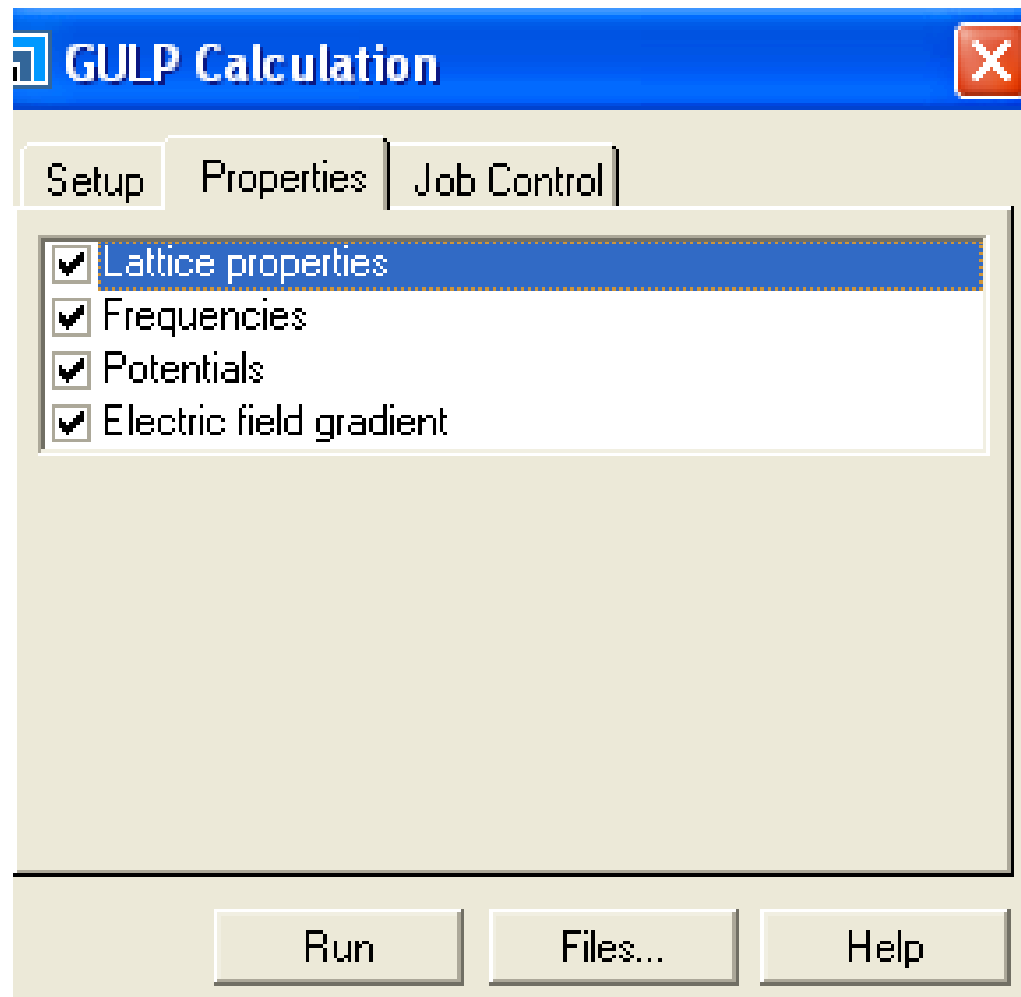 GULP Calculation
Setup Properties Job Control
Lattice properties
Frequencies
Potentials
Electric field gradient
Run Files... Help